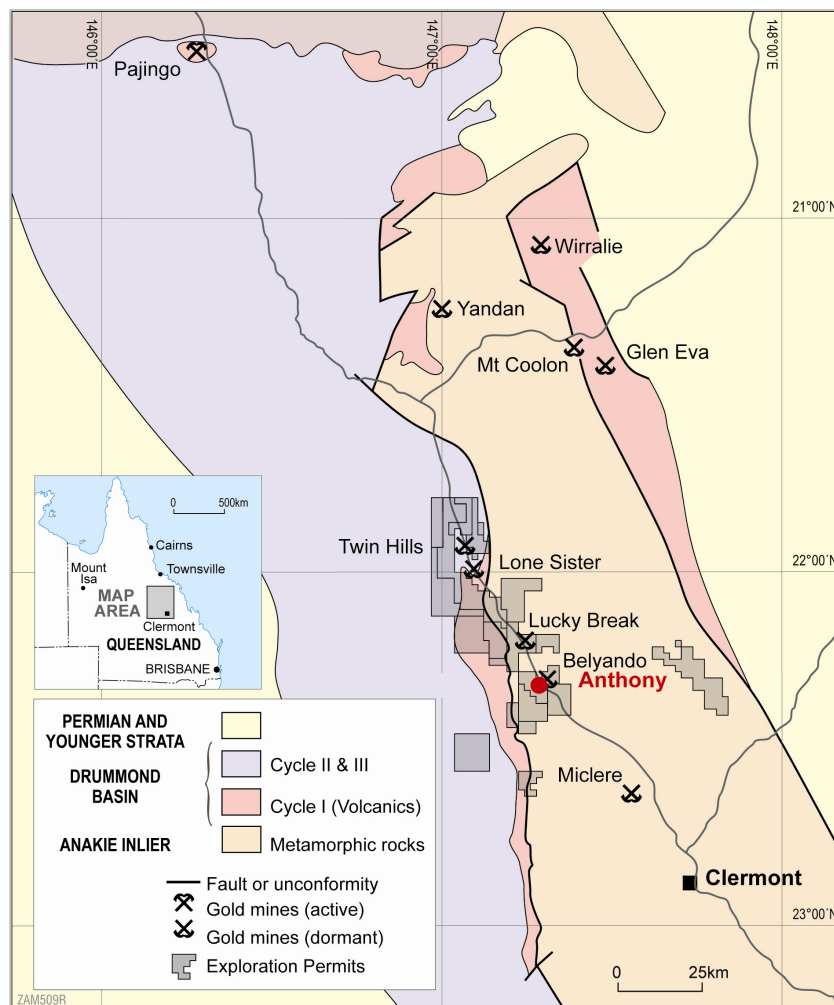 146°00´E
147°00´E
148°00´E
Pajingo
21°00´N
Wirralie
Yandan
Mt Coolon
Glen Eva
Twin Hills
22°00´N
Lone Sister
Lucky Break
Belyando
Anthony
Miclere
Clermont
23°00´N
0 25km
0 500km
Cairns
Townsville
Mount
Isa
MAP
AREA
Clermont
QUEENSLAND
BRISBANE
PERMIAN AND
YOUNGER STRATA
DRUMMOND
BASIN
Cycle II & III
Cycle I (Volcanics)
ANAKIE INLIER
Metamorphic rocks
Fault or unconformity
Gold mines (active)
Gold mines (dormant)
Exploration Permits
ZAM509R